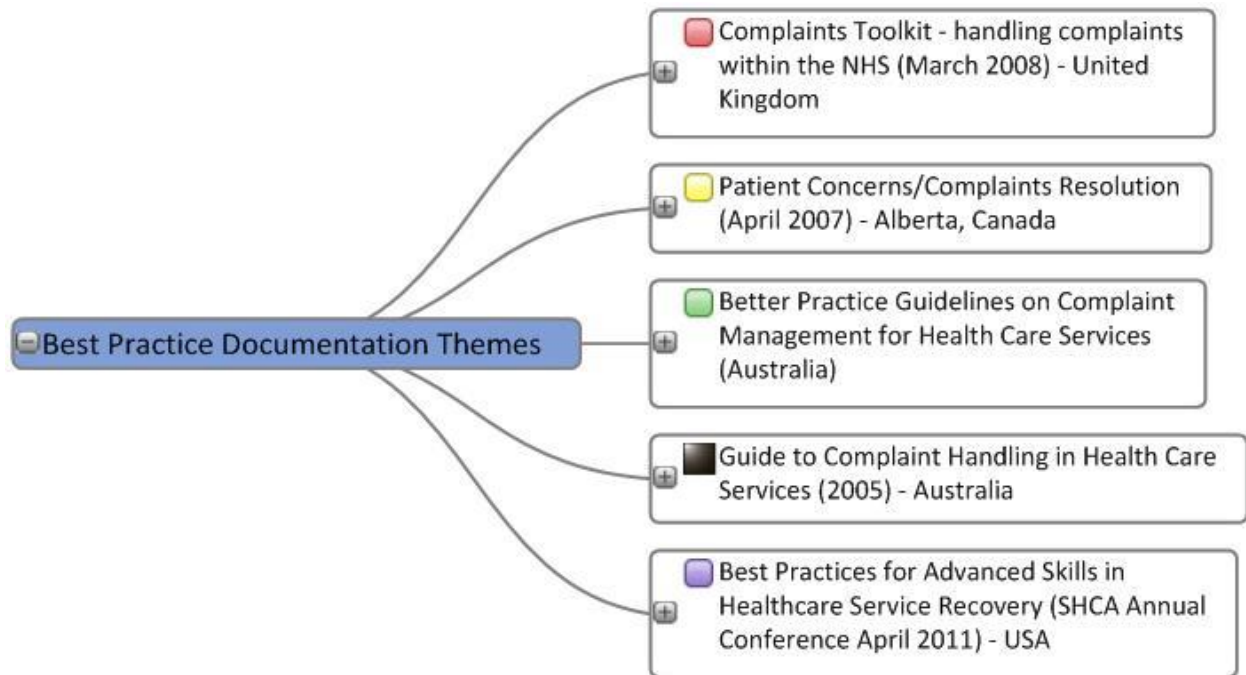 Complaints Toolkit - handling complaints
within the NHS (March 2008) - United
Kingdom
Patient Concerns/Complaints Resolution
(April 2007) - Alberta, Canada
Better Practice Guidelines on Complaint
Management for Health Care Services
(Australia)
Best Practice Documentation Themes
Guide to Complaint Handling in Health Care
Services (2005) - Australia
Best Practices for Advanced Skills in
Healthcare Service Recovery (SHCA Annual
Conference April 2011) - USA